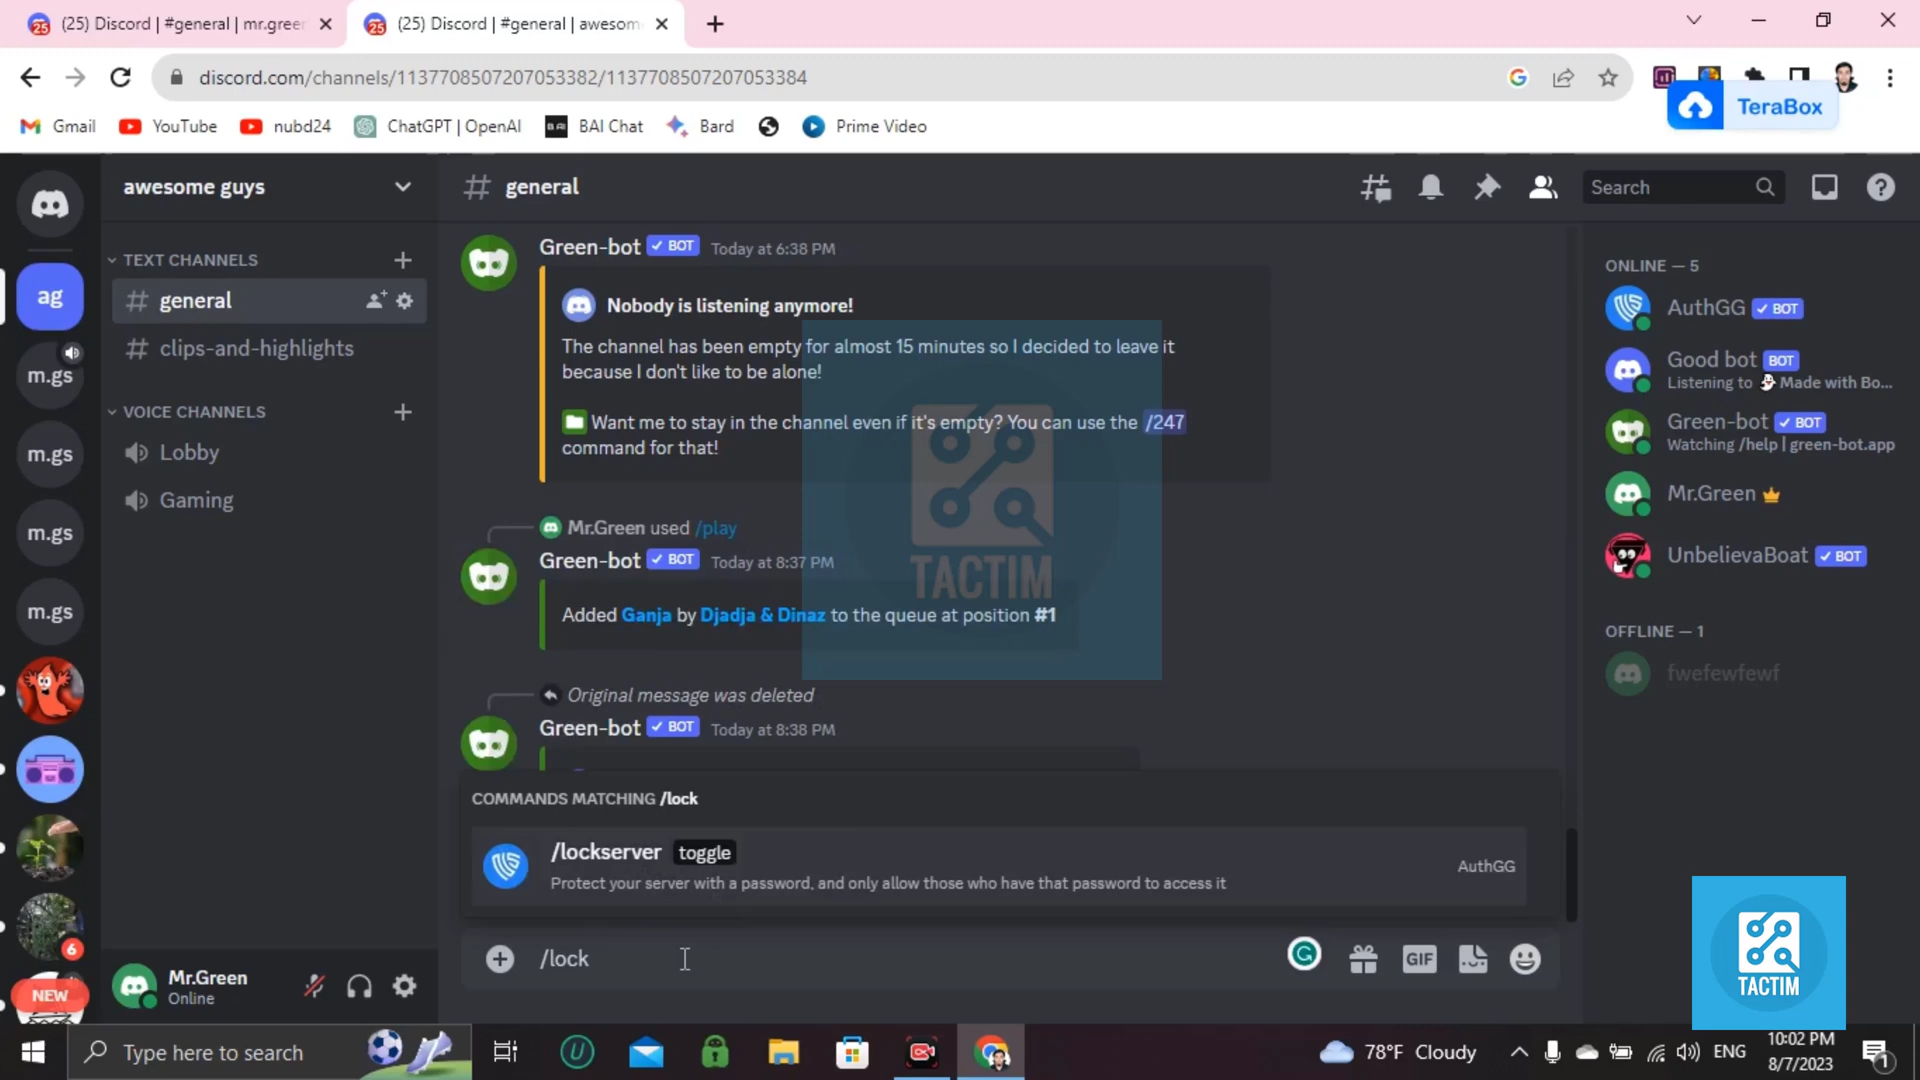 (25) Discord | #general | mr.green
(25) Discord | #general | awesom
discord.com/channels/1137708507207053382/1137708507207053384
TeraBox
Gmail
YouTube
nubd24
ChatGPT | OpenAI
BAI Chat
Bard
Prime Video
awesome guys
general
Search
TEXT CHANNELS
general
clips-and-highlights
VOICE CHANNELS
Lobby
Gaming
ag
m.gs
m.gs
m.gs
m.gs
6
NEW
Green-bot BOT Today at 6:38 PM
Nobody is listening anymore!
The channel has been empty for almost 15 minutes so I decided to leave it
because I don't like to be alone!
Want me to stay in the channel even if it's empty? You can use the /247
command for that!
Mr.Green used /play
Green-bot BOT Today at 8:37 PM
Added Ganja by Djadja & Dinaz to the queue at position #1
Original message was deleted
Green-bot BOT Today at 8:38 PM
TACTIM
COMMANDS MATCHING /lock
/lockserver toggle
Protect your server with a password, and only allow those who have that password to access it
AuthGG
/lock
GIF
ONLINE — 5
AuthGG BOT
Good bot BOT
Listening to Made with Bo...
Green-bot BOT
Watching /help | green-bot.app
Mr.Green
UnbelievaBoat BOT
OFFLINE — 1
fwefewfewf
TACTIM
Mr.Green
Online
Type here to search
78°F Cloudy
ENG
10:02 PM
8/7/2023
1